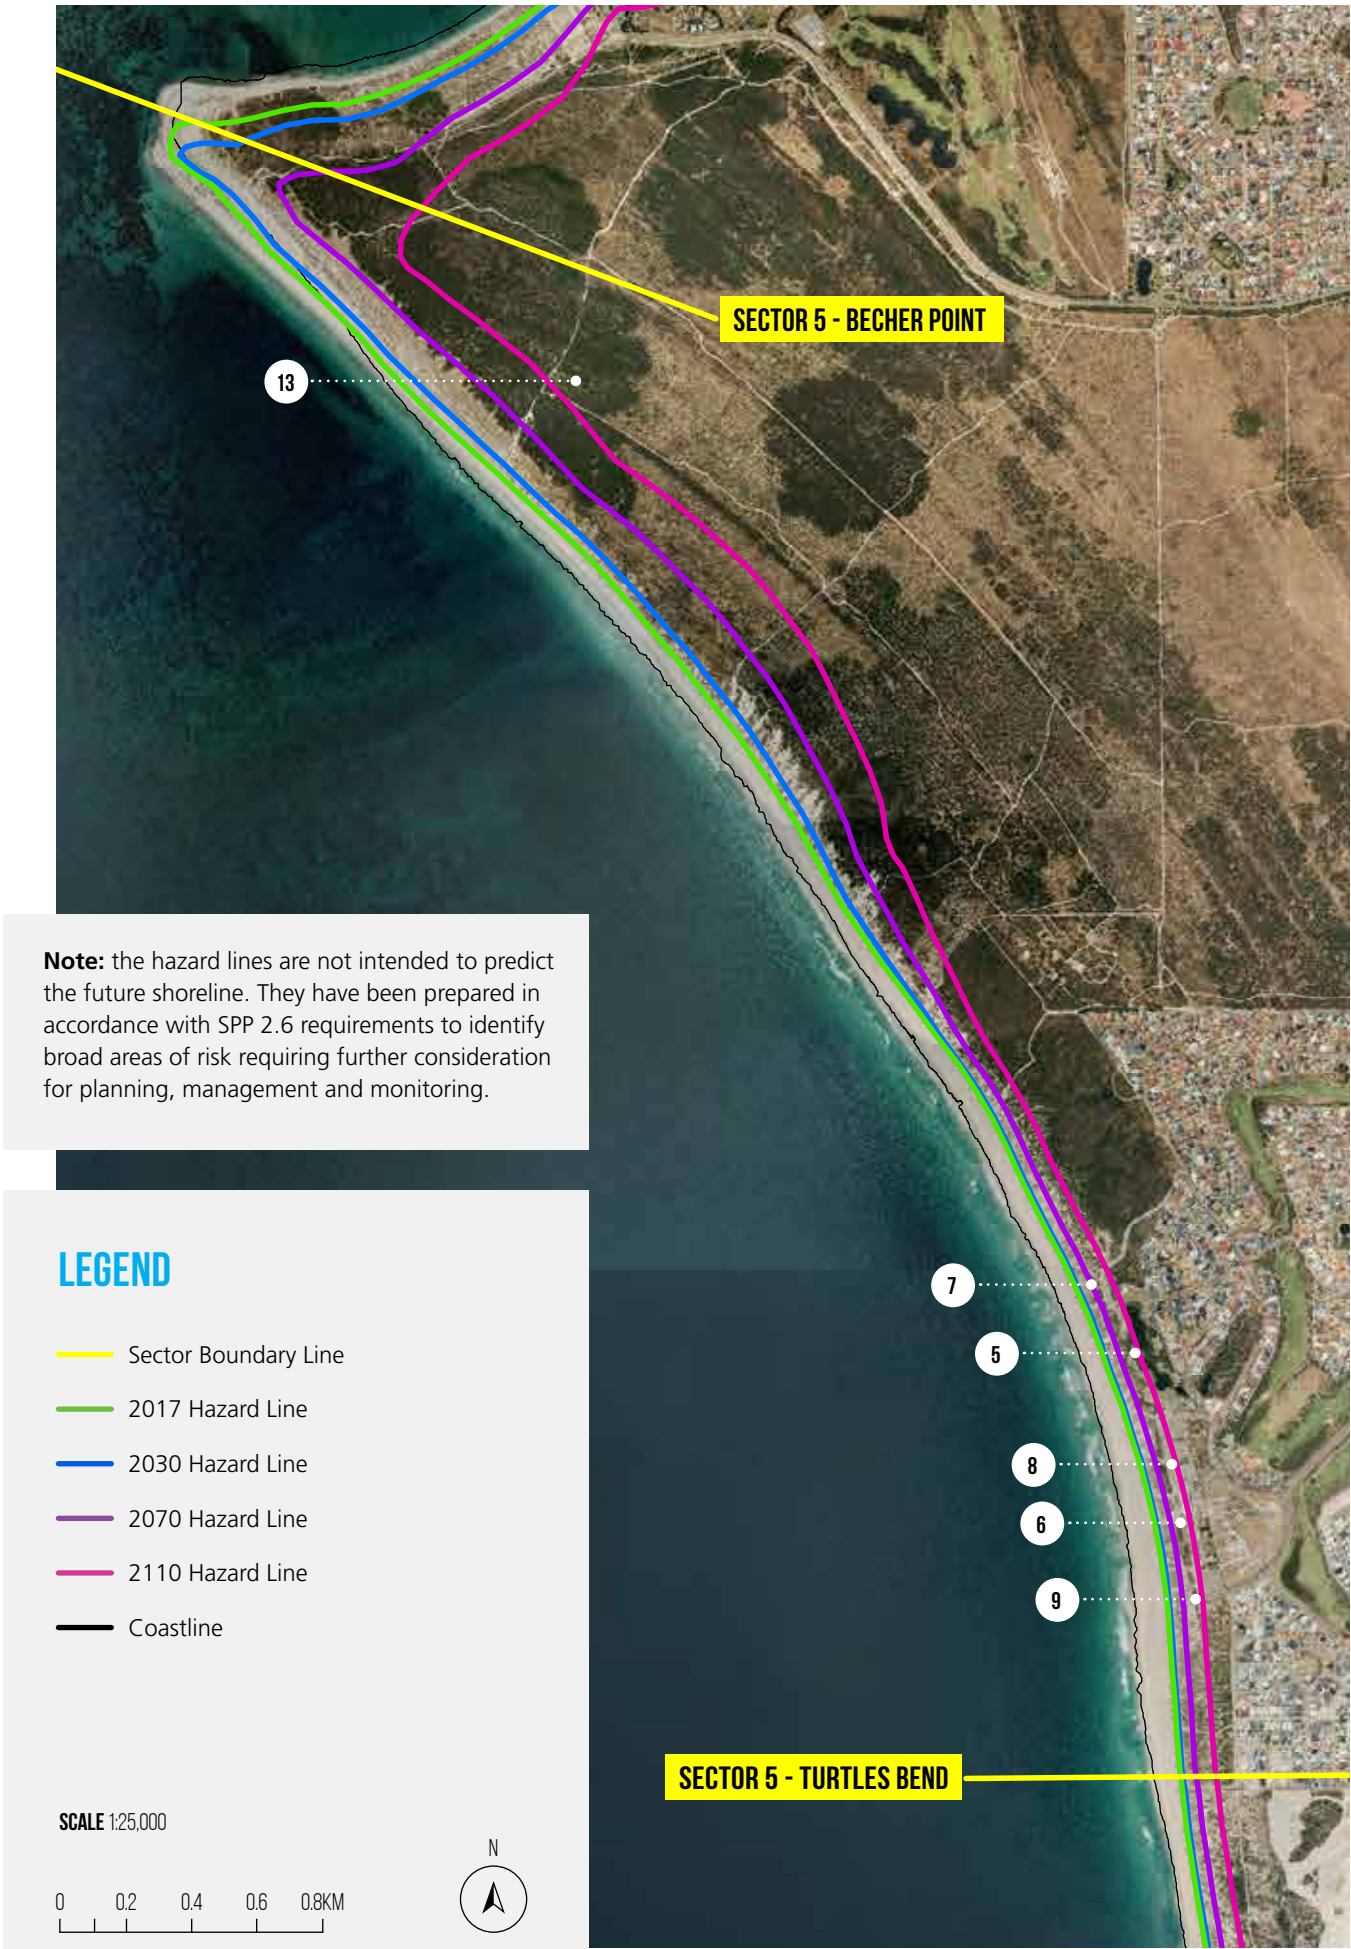 SECTOR 5 - BECHER POINT
13
Note: the hazard lines are not intended to predict
the future shoreline. They have been prepared in
accordance with SPP 2.6 requirements to identify
broad areas of risk requiring further consideration
for planning, management and monitoring.
LEGEND
Sector Boundary Line
2017 Hazard Line
2030 Hazard Line
2070 Hazard Line
2110 Hazard Line
Coastline
7
5
8
6
9
SECTOR 5 - TURTLES BEND
SCALE 1:25,000
N
0 0.2 0.4 0.6 0.8KM